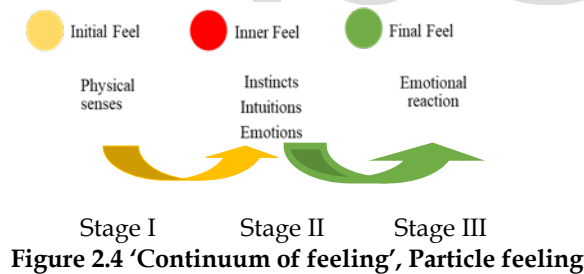 Initial Feel Inner Feel Final Feel
Physical senses
Instincts
Intuitions
Emotions
Emotional reaction
Stage I Stage II Stage III
Figure 2.4 ‘Continuum of feeling’, Particle feeling